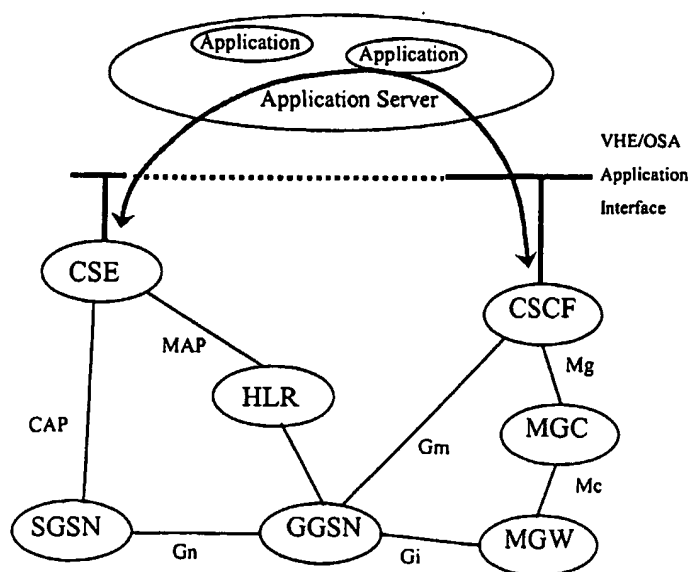 Application
Application
Application Server
VHE/OSA
Application
Interface
CSE
CSCF
MAP
Mg
HLR
CAP
Gm
MGC
Mc
SGSN
Gn
GGSN
Gi
MGW